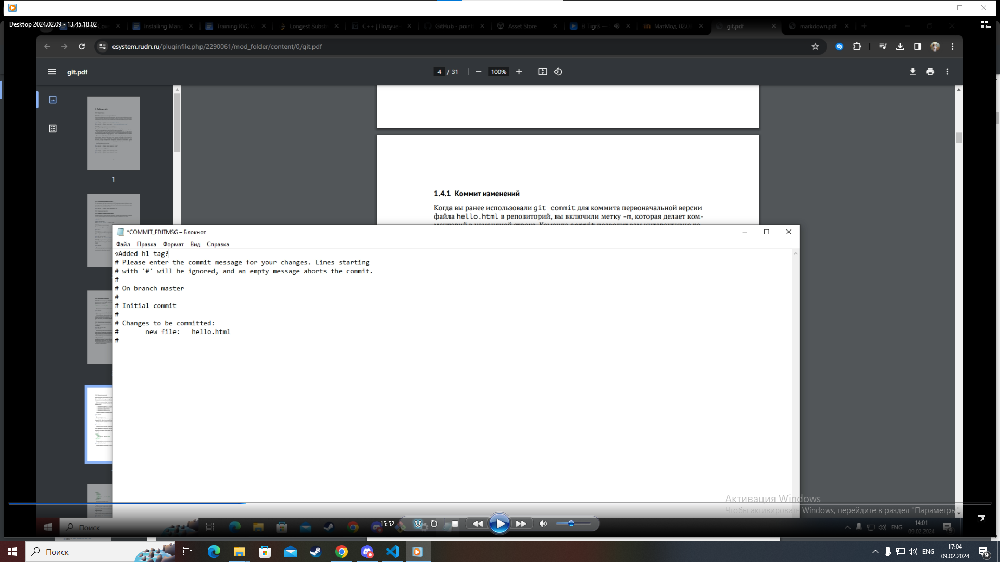 Desktop 2024.02.09 - 13.45.18.02
Installing
Training RVC
Longest Subst
C++ | Получе
GitHub - point
Asset Store
El Tigr3 —
МатМод_02.0
git.pdf
markdown.pdf
esystem.rudn.ru/pluginfile.php/2290061/mod_folder/content/0/git.pdf
git.pdf
4 / 31
100%
1
1.4.1 Коммит изменений
Когда вы ранее использовали git commit для коммита первоначальной версии
файла hello.html в репозиторий, вы включили метку -m, которая делает ком-
*COMMIT_EDITMSG – Блокнот
Файл Правка Формат Вид Справка
«Added h1 tag?
# Please enter the commit message for your changes. Lines starting
# with '#' will be ignored, and an empty message aborts the commit.
#
# On branch master
#
# Initial commit
#
# Changes to be committed:
#       new file:   hello.html
#
Активация Windows
Чтобы активировать Windows, перейдите в раздел "Параметры
Поиск
15:52
ENG
14:01
09.02.2024
9
Поиск
ENG
17:04
09.02.2024
9